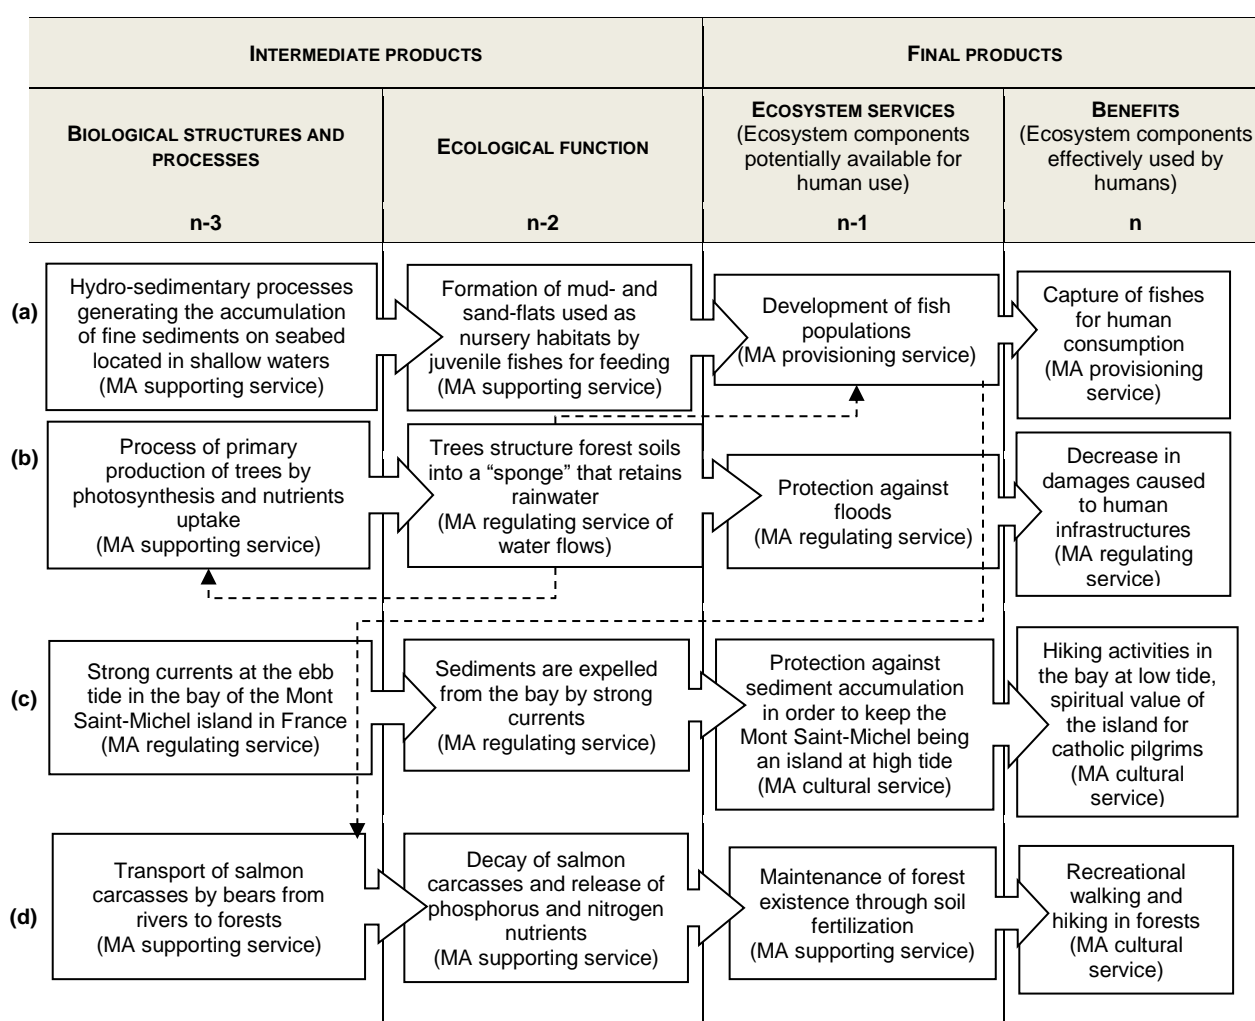 INTERMEDIATE PRODUCTS
FINAL PRODUCTS
BIOLOGICAL STRUCTURES AND
PROCESSES
n-3
ECOLOGICAL FUNCTION
n-2
ECOSYSTEM SERVICES
(Ecosystem components
potentially available for
human use)
n-1
BENEFITS
(Ecosystem components
effectively used by
humans)
n
(a)
Hydro-sedimentary processes
generating the accumulation
of fine sediments on seabed
located in shallow waters
(MA supporting service)
Formation of mud- and
sand-flats used as
nursery habitats by
juvenile fishes for feeding
(MA supporting service)
Development of fish
populations
(MA provisioning service)
Capture of fishes
for human
consumption
(MA provisioning
service)
(b)
Process of primary
production of trees by
photosynthesis and nutrients
uptake
(MA supporting service)
Trees structure forest soils
into a “sponge” that retains
rainwater
(MA regulating service of
water flows)
Protection against
floods
(MA regulating service)
Decrease in
damages caused
to human
infrastructures
(MA regulating
service)
(c)
Strong currents at the ebb
tide in the bay of the Mont
Saint-Michel island in France
(MA regulating service)
Sediments are expelled
from the bay by strong
currents
(MA regulating service)
Protection against
sediment accumulation
in order to keep the
Mont Saint-Michel being
an island at high tide
(MA cultural service)
Hiking activities in
the bay at low tide,
spiritual value of
the island for
catholic pilgrims
(MA cultural
service)
(d)
Transport of salmon
carcasses by bears from
rivers to forests
(MA supporting service)
Decay of salmon
carcasses and release of
phosphorus and nitrogen
nutrients
(MA supporting service)
Maintenance of forest
existence through soil
fertilization
(MA supporting service)
Recreational
walking and
hiking in forests
(MA cultural
service)